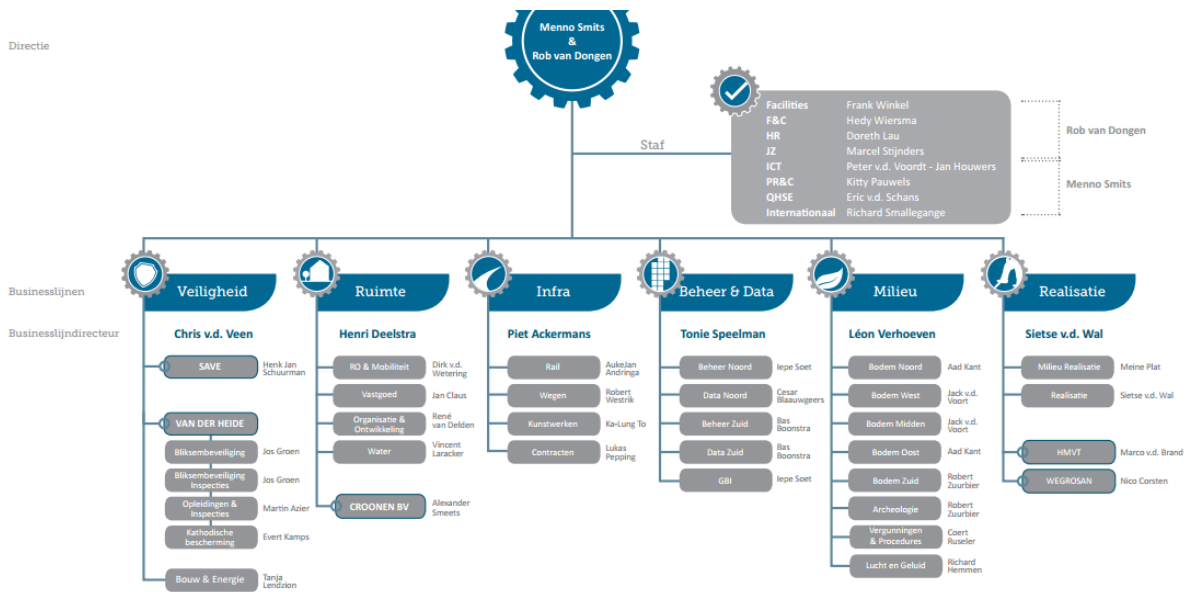 Directie
Menno Smits
&
Rob van Dongen
Staf
Facilities Frank Winkel
F&C Hedy Wiersma
HR Doreth Lau
JZ Marcel Stijnders
ICT Peter v.d. Voordt - Jan Houwers
PR&C Kitty Pauwels
QHSE Eric v.d. Schans
Internationaal Richard Smallegange
Rob van Dongen
Menno Smits
Businesslijnen
Veiligheid
Ruimte
Infra
Beheer & Data
Milieu
Realisatie
Businesslijndirecteur
Chris v.d. Veen
Henri Deelstra
Piet Ackermans
Tonie Speelman
Léon Verhoeven
Sietse v.d. Wal
SAVE
Henk Jan
Schuurman
VAN DER HEIDE
Bliksembeveiliging
Jos Groen
Bliksembeveiliging
Inspecties
Jos Groen
Opleidingen &
Inspecties
Martin Azier
Kathodische
bescherming
Evert Kamps
Bouw & Energie
Tanja
Lendzion
RO & Mobiliteit
Dirk v.d.
Wetering
Vastgoed
Jan Claus
Organisatie &
Ontwikkeling
René
van Delden
Water
Vincent
Laracker
CROONEN BV
Alexander
Smeets
Rail
AukeJan
Andringa
Wegen
Robert
Westrik
Kunstwerken
Ka-Lung To
Contracten
Lukas
Pepping
Beheer Noord
Iepe Soet
Data Noord
Cesar
Blaauwgeers
Beheer Zuid
Bas
Boonstra
Data Zuid
Bas
Boonstra
GBI
Iepe Soet
Bodem Noord
Aad Kant
Bodem West
Jack v.d.
Voort
Bodem Midden
Jack v.d.
Voort
Bodem Oost
Aad Kant
Bodem Zuid
Robert
Zuurbier
Archeologie
Robert
Zuurbier
Vergunningen
& Procedures
Coert
Ruseler
Lucht en Geluid
Richard
Hemmen
Milieu Realisatie
Meine Plat
Realisatie
Sietse v.d. Wal
HMVT
Marco v.d. Brand
WEGROSAN
Nico Corsten